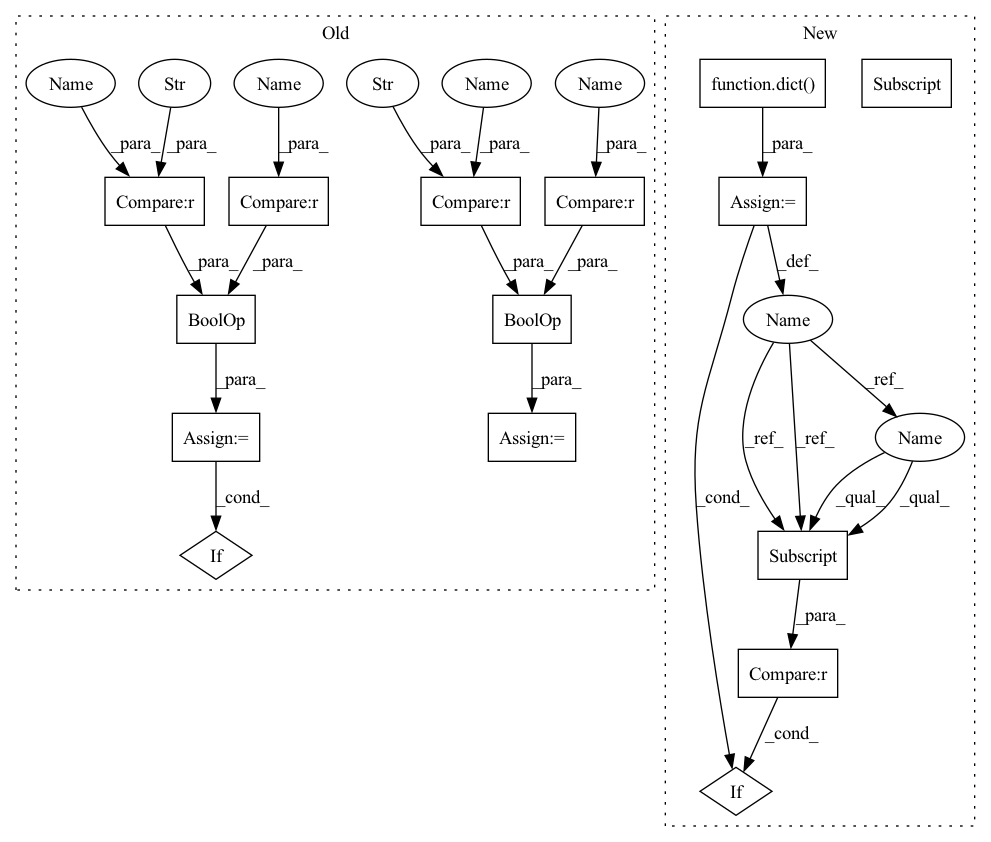 Old
New
Name
Str
Name
Str
Name
Name
function.dict()
Subscript
_para_
_para_
_para_
_para_
_para_
_para_
_para_
Compare:r
Compare:r
Compare:r
Compare:r
Assign:=
_para_
_para_
_para_
_para_
_def_
BoolOp
BoolOp
Name
_para_
_para_
_ref_
Assign:=
Assign:=
_ref_
_ref_
Name
_cond_
_cond_
_qual_
_qual_
If
Subscript
_para_
Compare:r
_cond_
If